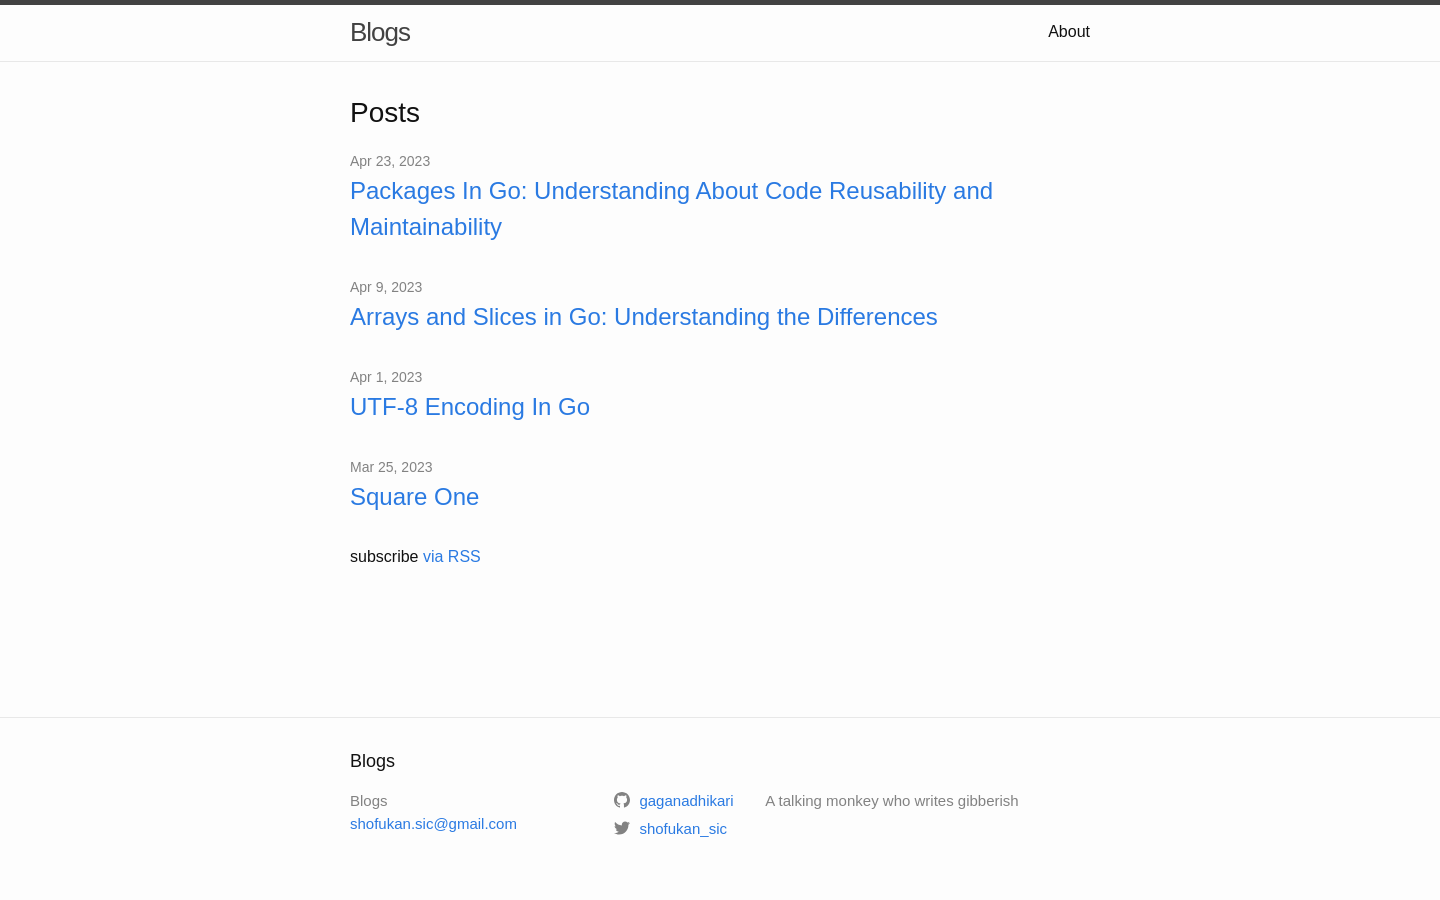 Blogs
About
Posts
Apr 23, 2023
Packages In Go: Understanding About Code Reusability and
Maintainability
Apr 9, 2023
Arrays and Slices in Go: Understanding the Differences
Apr 1, 2023
UTF-8 Encoding In Go
Mar 25, 2023
Square One
subscribe via RSS
Blogs
Blogs
shofukan.sic@gmail.com
gaganadhikari
shofukan_sic
A talking monkey who writes gibberish